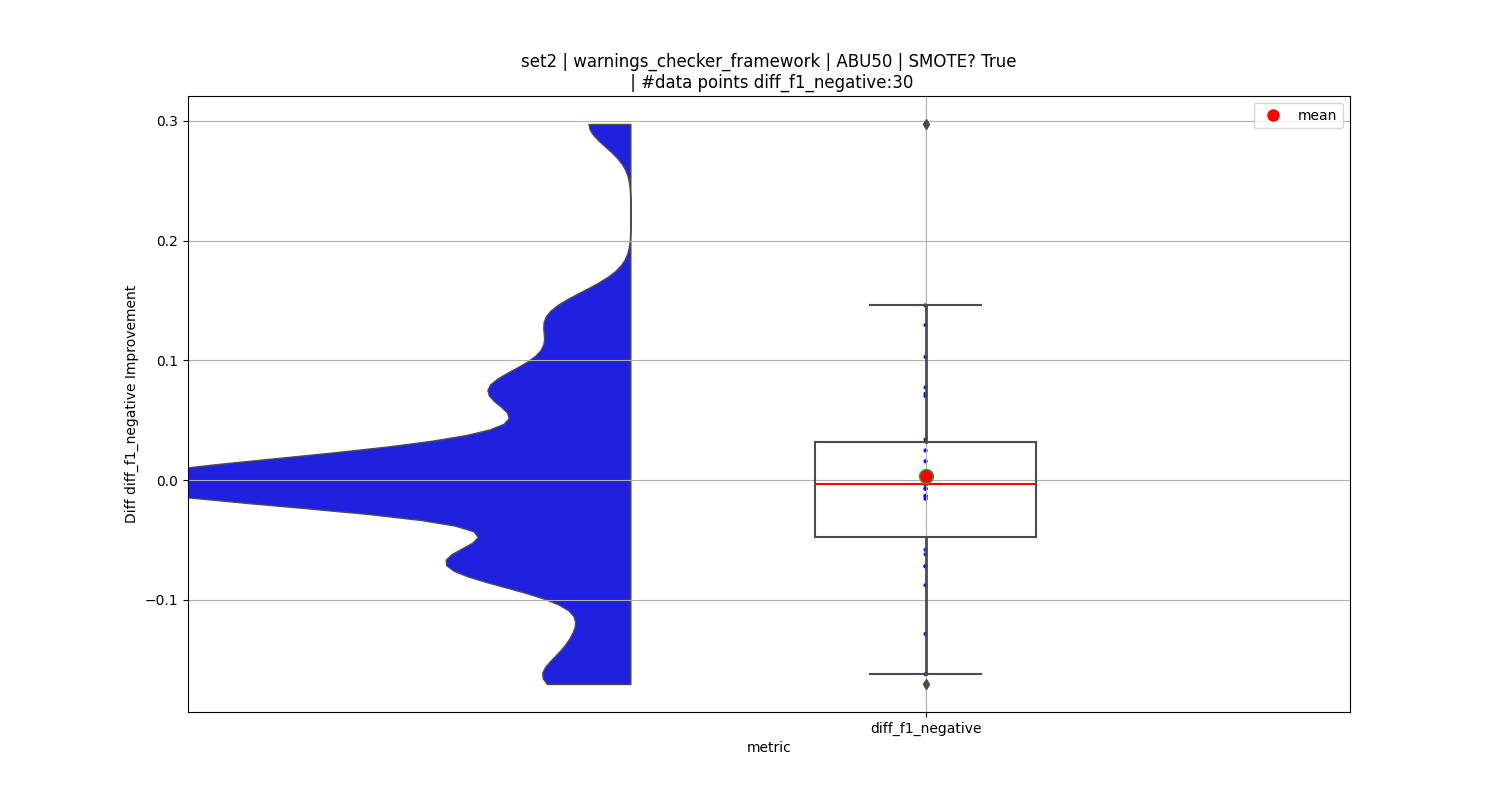 set2 | warnings_checker_framework | ABU50 | SMOTE? True
| #data points diff_f1_negative:30
mean
0.3
0.2
0.1
0.0
−0.1
Diff diff_f1_negative Improvement
diff_f1_negative
metric